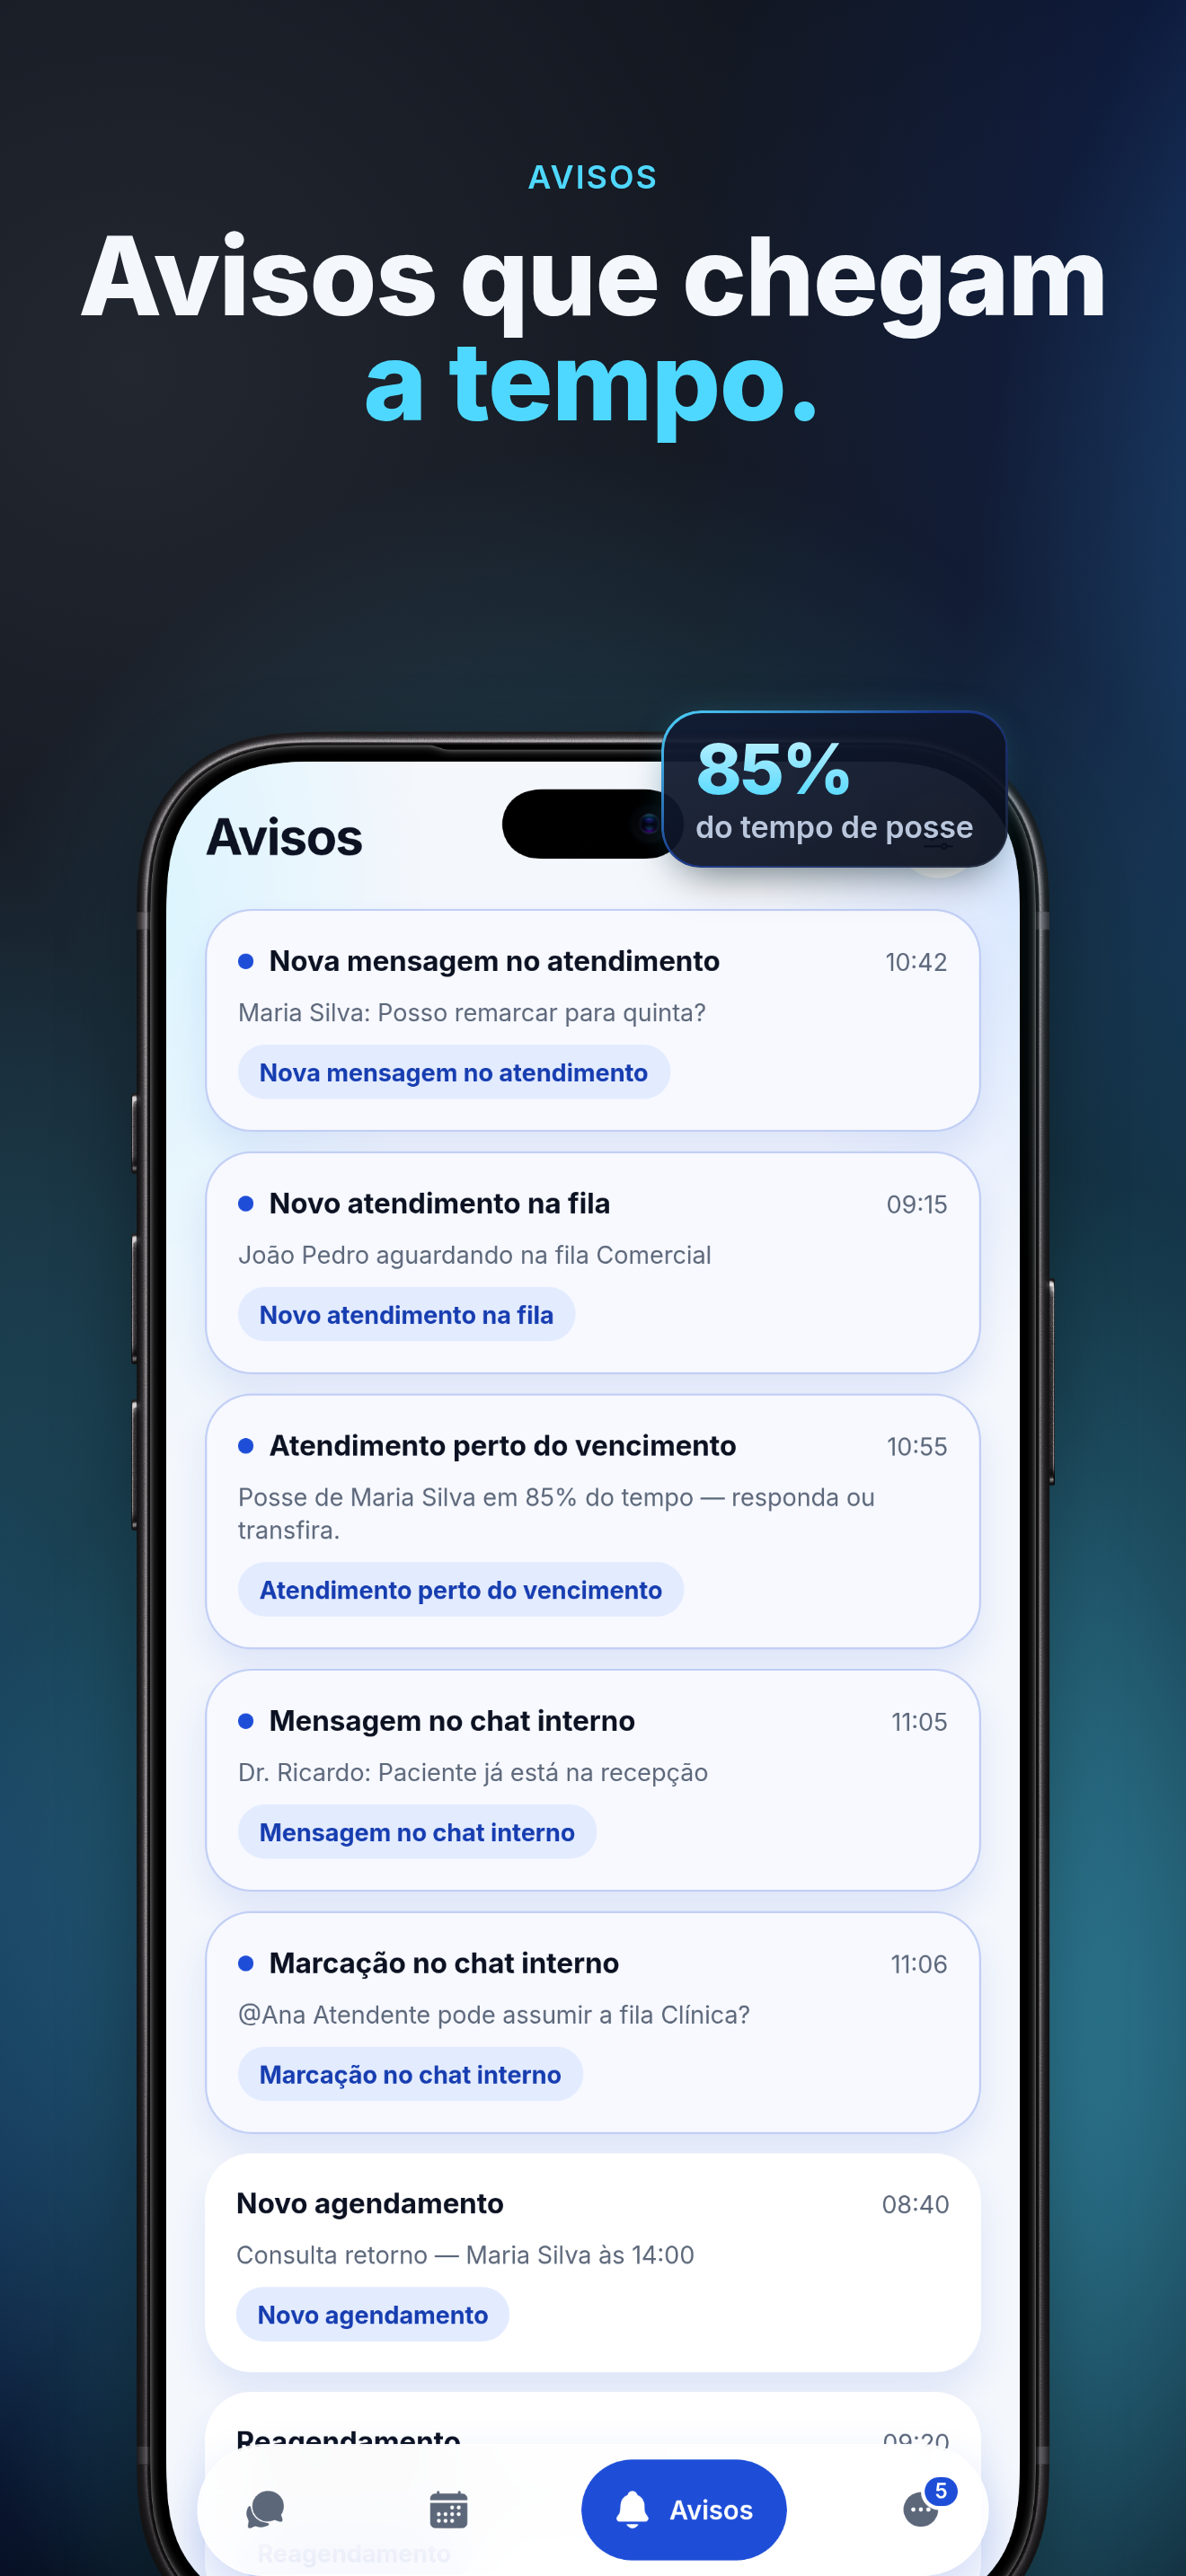 AVISOS
Avisos que chegam
a tempo.
85%
do tempo de posse
Avisos
Nova mensagem no atendimento
10:42
Maria Silva: Posso remarcar para quinta?
Nova mensagem no atendimento
Novo atendimento na fila
09:15
João Pedro aguardando na fila Comercial
Novo atendimento na fila
Atendimento perto do vencimento
10:55
Posse de Maria Silva em 85% do tempo — responda ou
transfira.
Atendimento perto do vencimento
Mensagem no chat interno
11:05
Dr. Ricardo: Paciente já está na recepção
Mensagem no chat interno
Marcação no chat interno
11:06
@Ana Atendente pode assumir a fila Clínica?
Marcação no chat interno
Novo agendamento
08:40
Consulta retorno — Maria Silva às 14:00
Novo agendamento
Reagendamento
09:20
Avisos
5
Reagendamento